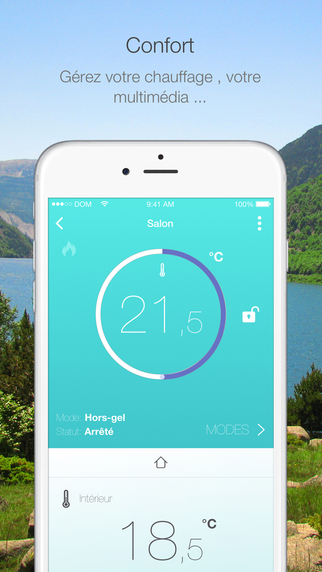 Confort
Gérez votre chauffage , votre
multimédia ...
DOM 9:41 AM 100%
Salon
°C
21,5
Mode: Hors-gel
Statut: Arrêté
MODES
Intérieur
°C
18,5